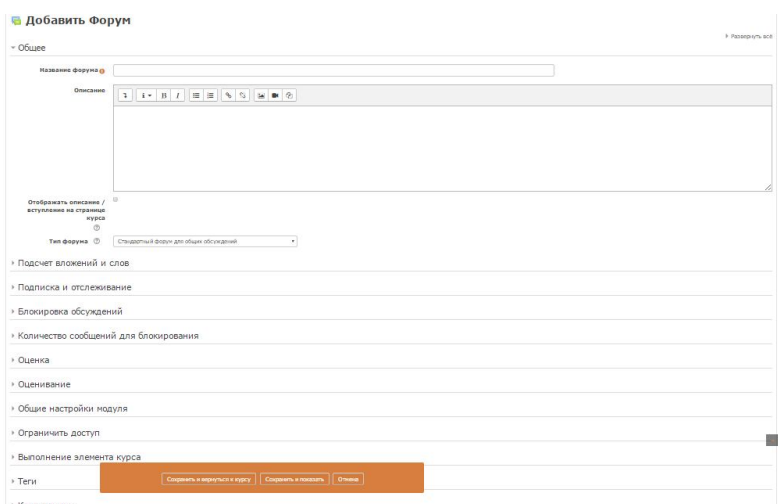 Добавить Форум
Развернуть всё
Общее
Название форума
Описание
Отображать описание /
вступление на странице
курса
Тип форума
Стандартный форум для общих обсуждений
Подсчет вложений и слов
Подписка и отслеживание
Блокировка обсуждений
Количество сообщений для блокирования
Оценка
Оценивание
Общие настройки модуля
Ограничить доступ
Выполнение элемента курса
Теги
Сохранить и вернуться к курсу Сохранить и показать Отмена